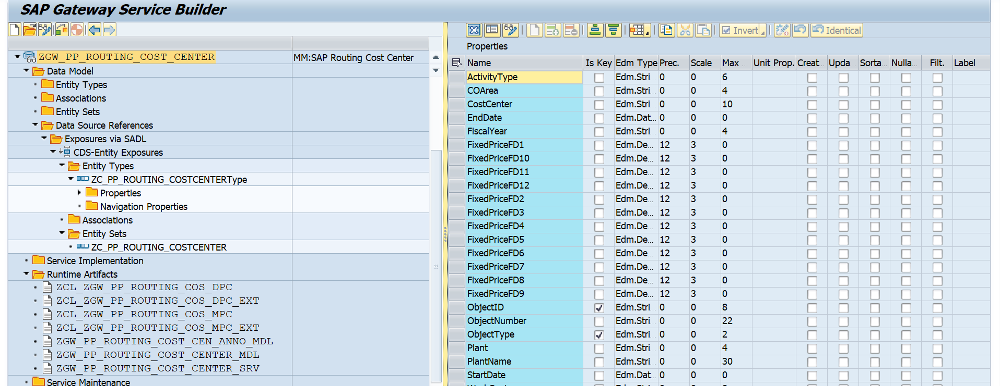 SAP Gateway Service Builder
ZGW_PP_ROUTING_COST_CENTER MM:SAP Routing Cost Center
Data Model
Entity Types
Associations
Entity Sets
Data Source References
Exposures via SADL
CDS-Entity Exposures
Entity Types
ZC_PP_ROUTING_COSTCENTERType
Properties
Navigation Properties
Associations
Entity Sets
ZC_PP_ROUTING_COSTCENTER
Service Implementation
Runtime Artifacts
ZCL_ZGW_PP_ROUTING_COS_DPC
ZCL_ZGW_PP_ROUTING_COS_DPC_EXT
ZCL_ZGW_PP_ROUTING_COS_MPC
ZCL_ZGW_PP_ROUTING_COS_MPC_EXT
ZGW_PP_ROUTING_COST_CEN_ANNO_MDL
ZGW_PP_ROUTING_COST_CENTER_MDL
ZGW_PP_ROUTING_COST_CENTER_SRV
Service Maintenance
Invert Identical
Properties
Name Is Key Edm Type Prec. Scale Max ... Unit Prop. Creat... Upda... Sorta... Nulla... Filt. Label
ActivityType Edm.Stri... 0 0 6
COArea Edm.Stri... 0 0 4
CostCenter Edm.Stri... 0 0 10
EndDate Edm.Dat... 0 0 0
FiscalYear Edm.Stri... 0 0 4
FixedPriceFD1 Edm.De... 12 3 0
FixedPriceFD10 Edm.De... 12 3 0
FixedPriceFD11 Edm.De... 12 3 0
FixedPriceFD12 Edm.De... 12 3 0
FixedPriceFD2 Edm.De... 12 3 0
FixedPriceFD3 Edm.De... 12 3 0
FixedPriceFD4 Edm.De... 12 3 0
FixedPriceFD5 Edm.De... 12 3 0
FixedPriceFD6 Edm.De... 12 3 0
FixedPriceFD7 Edm.De... 12 3 0
FixedPriceFD8 Edm.De... 12 3 0
FixedPriceFD9 Edm.De... 12 3 0
ObjectID Edm.Stri... 0 0 8
ObjectNumber Edm.Stri... 0 0 22
ObjectType Edm.Stri... 0 0 2
Plant Edm.Stri... 0 0 4
PlantName Edm.Stri... 0 0 30
StartDate Edm.Dat... 0 0 0